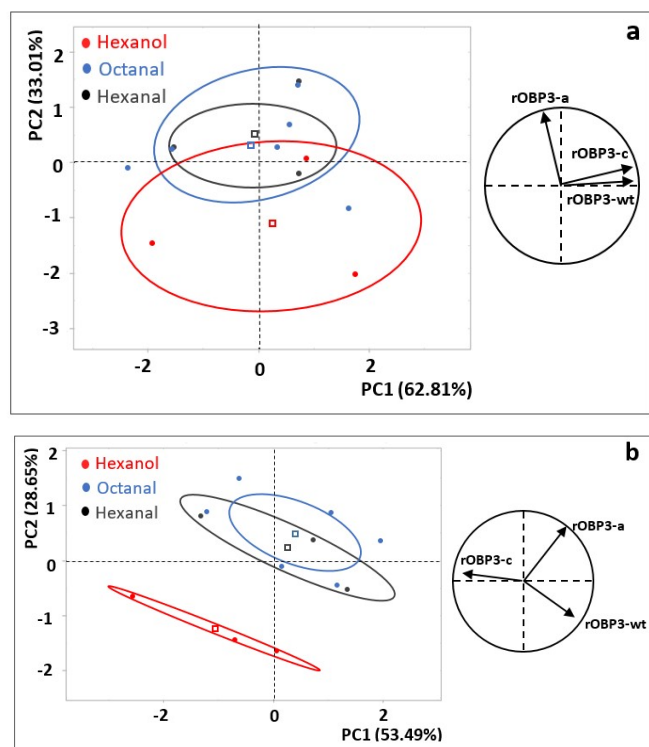 a
Hexanol
Octanal
Hexanal
PC2 (33.01%)
2
1
0
-1
-2
-3
-2
0
2
PC1 (62.81%)
rOBP3-a
rOBP3-c
rOBP3-wt
b
Hexanol
Octanal
Hexanal
PC2 (28.65%)
2
1
0
-1
-2
-2
0
2
PC1 (53.49%)
rOBP3-a
rOBP3-c
rOBP3-wt